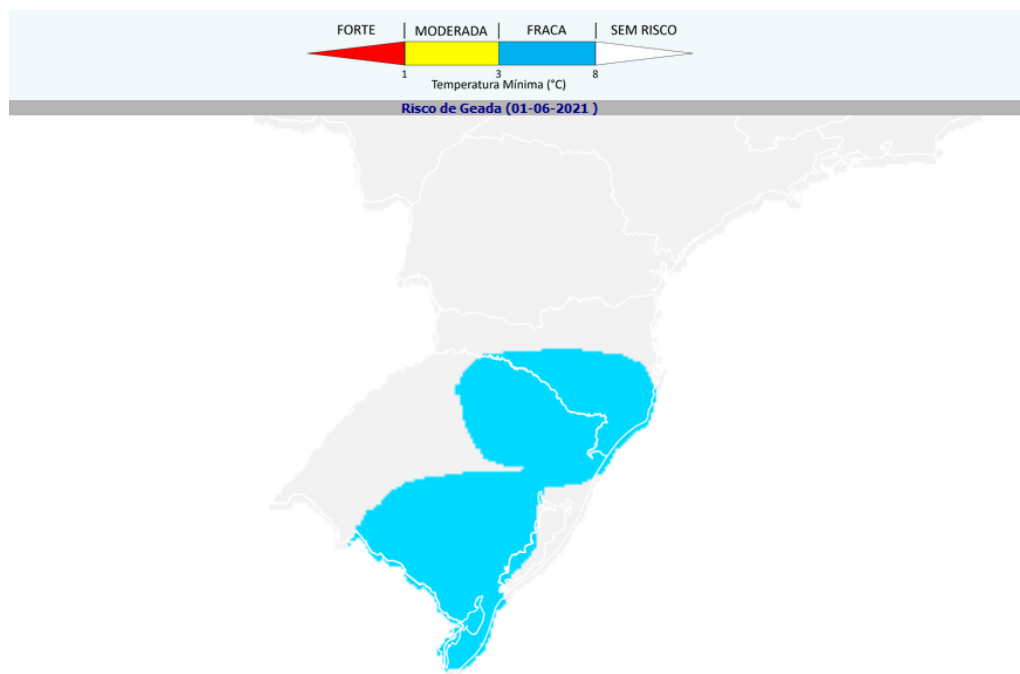 FORTE | MODERADA | FRACA | SEM RISCO
1 3 8
Temperatura Mínima (°C)
Risco de Geada (01-06-2021 )